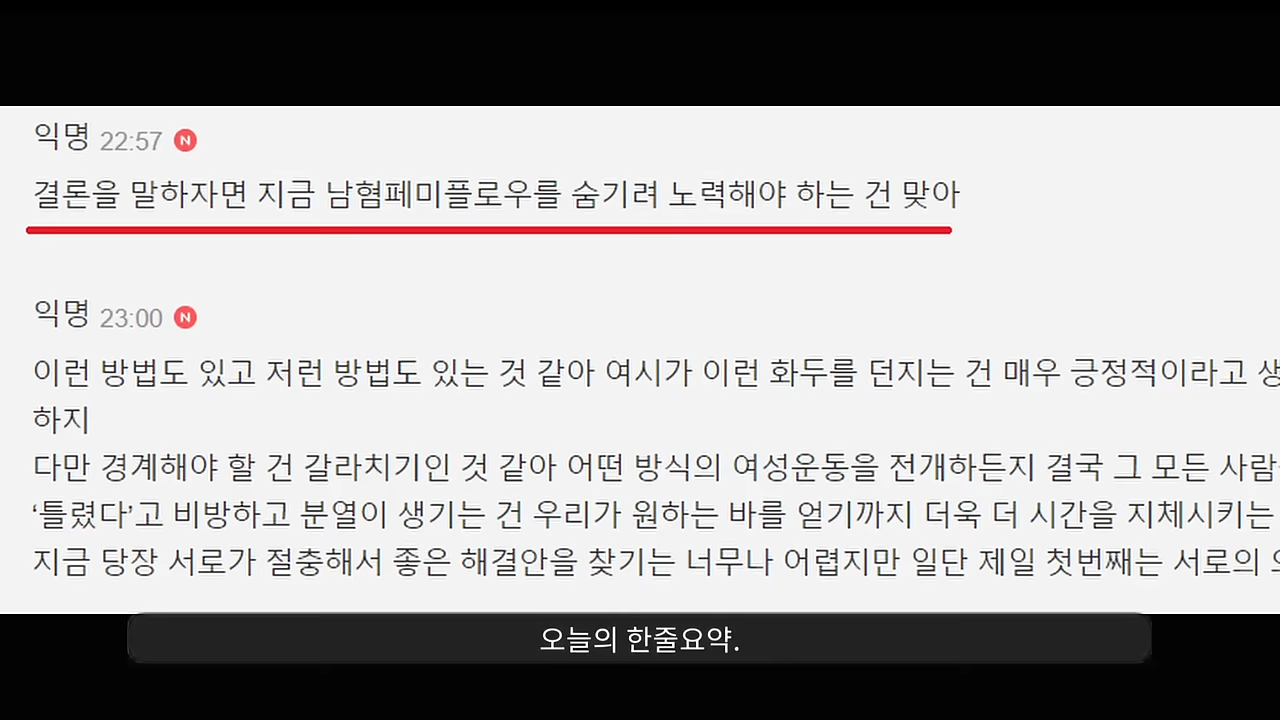 익명 22:57 N
결론을 말하자면 지금 남혐페미플로우를 숨기려 노력해야 하는 건 맞아
익명 23:00 N
이런 방법도 있고 저런 방법도 있는 것 같아 여시가 이런 화두를 던지는 건 매우 긍정적이라고 생
하지
다만 경계해야 할 건 갈라치기인 것 같아 어떤 방식의 여성운동을 전개하든지 결국 그 모든 사람
‘틀렸다’고 비방하고 분열이 생기는 건 우리가 원하는 바를 얻기까지 더욱 더 시간을 지체시키는
지금 당장 서로가 절충해서 좋은 해결안을 찾기는 너무나 어렵지만 일단 제일 첫번째는 서로의
오늘의 한줄요약.